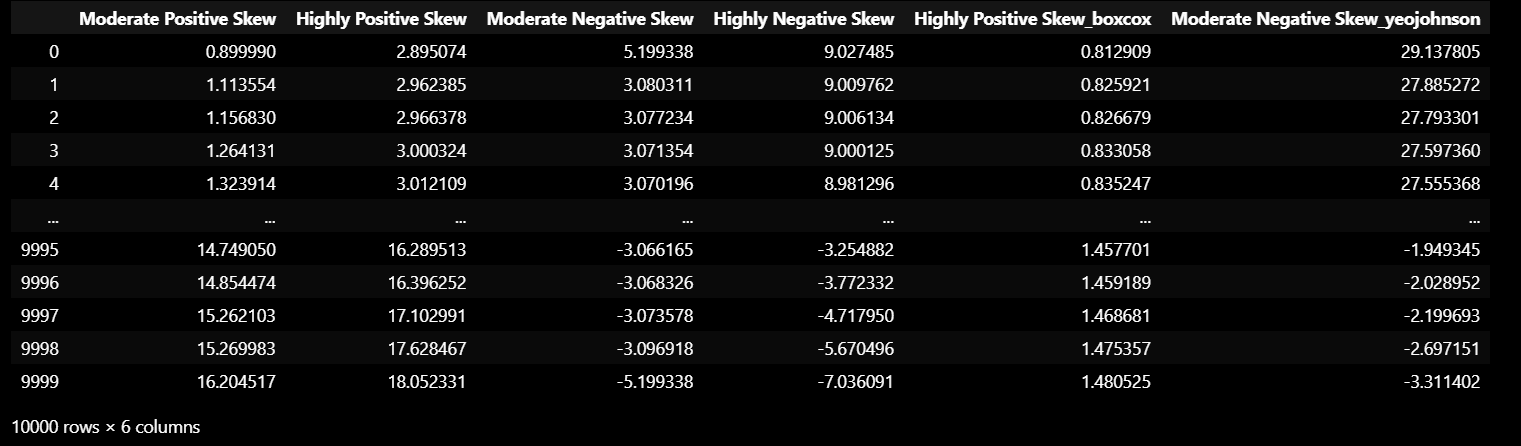 Moderate Positive Skew Highly Positive Skew Moderate Negative Skew Highly Negative Skew Highly Positive Skew_boxcox Moderate Negative Skew_yeojohnson
0 0.899990 2.895074 5.199338 9.027485 0.812909 29.137805
1 1.113554 2.962385 3.080311 9.009762 0.825921 27.885272
2 1.156830 2.966378 3.077234 9.006134 0.826679 27.793301
3 1.264131 3.000324 3.071354 9.000125 0.833058 27.597360
4 1.323914 3.012109 3.070196 8.981296 0.835247 27.555368
... ... ... ... ... ... ...
9995 14.749050 16.289513 -3.066165 -3.254882 1.457701 -1.949345
9996 14.854474 16.396252 -3.068326 -3.772332 1.459189 -2.028952
9997 15.262103 17.102991 -3.073578 -4.717950 1.468681 -2.199693
9998 15.269983 17.628467 -3.096918 -5.670496 1.475357 -2.697151
9999 16.204517 18.052331 -5.199338 -7.036091 1.480525 -3.311402
10000 rows × 6 columns